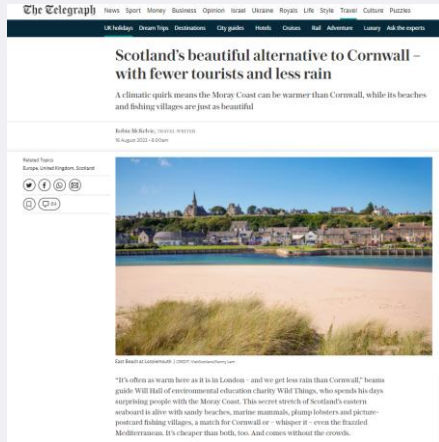 The Telegraph News Sport Money Business Opinion Israel Ukraine Royals Life Style Travel Culture Puzzles
UK holidays Dream Trips Destinations City guides Hotels Cruises Rail Adventure Luxury Ask the experts
Scotland's beautiful alternative to Cornwall –
with fewer tourists and less rain
A climatic quirk means the Moray Coast can be warmer than Cornwall, while its beaches
and fishing villages are just as beautiful
Robin McKelvie, TRAVEL WRITER
Related Topics
Europe, United Kingdom, Scotland
East Beach at Lossiemouth | CREDIT:
"It's often as warm here as it is in London – and we get less rain than Cornwall," beams
guide Will Hall of environmental education charity Wild Things, who spends his days
surprising people with the Moray Coast. This secret stretch of Scotland's eastern
seaboard is alive with sandy beaches, marine mammals, plump lobsters and picture-
postcard fishing villages, a match for Cornwall or – whisper it – even the frazzled
Mediterranean. It's cheaper than both, too. And comes without the crowds.